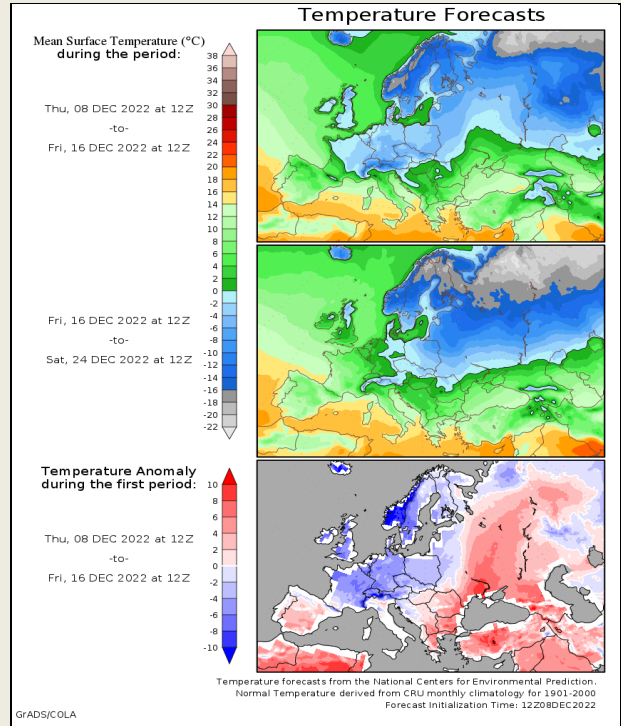 Temperature Forecasts
Mean Surface Temperature (°C)
during the period:
38
36
34
32
30
28
26
24
22
20
18
16
14
12
10
8
6
4
2
0
-2
-4
-6
-8
-10
-12
-14
-16
-18
-20
-22
Thu, 08 DEC 2022 at 12Z
-to-
Fri, 16 DEC 2022 at 12Z
Fri, 16 DEC 2022 at 12Z
-to-
Sat, 24 DEC 2022 at 12Z
Temperature Anomaly
during the first period:
10
8
6
4
2
0
-2
-4
-6
-8
-10
Thu, 08 DEC 2022 at 12Z
-to-
Fri, 16 DEC 2022 at 12Z
Temperature forecasts from the National Centers for Environmental Prediction.
Normal Temperature derived from CRU monthly climatology for 1901-2000
Forecast Initialization Time: 12Z08DEC2022
GrADS/COLA